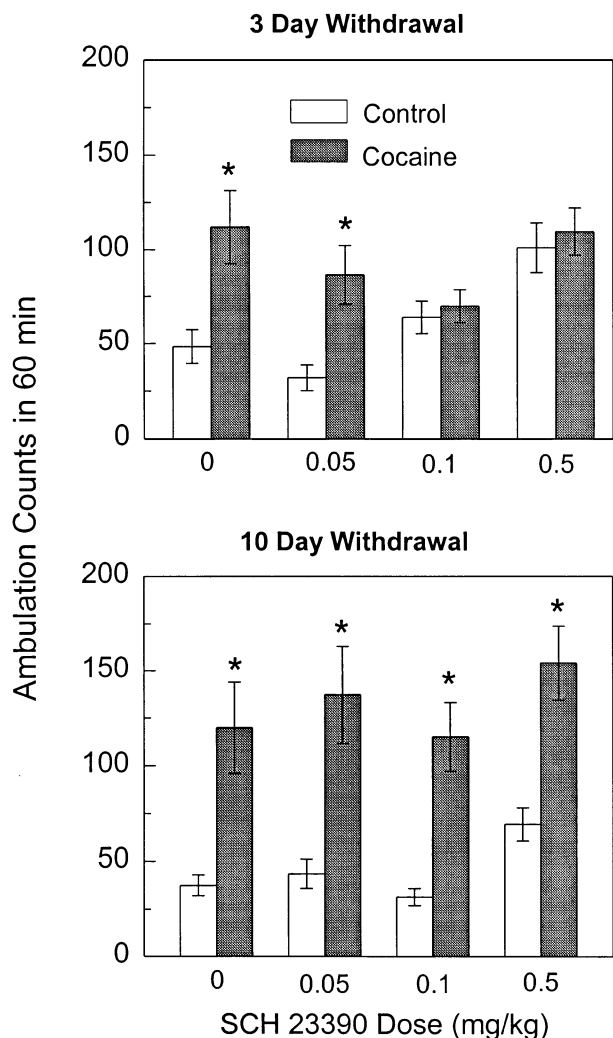 3 Day Withdrawal
200
150
100
50
0
Control
Cocaine
*
*
0 0.05 0.1 0.5
Ambulation Counts in 60 min
10 Day Withdrawal
200
150
100
50
0
*
*
*
*
0 0.05 0.1 0.5
SCH 23390 Dose (mg/kg)